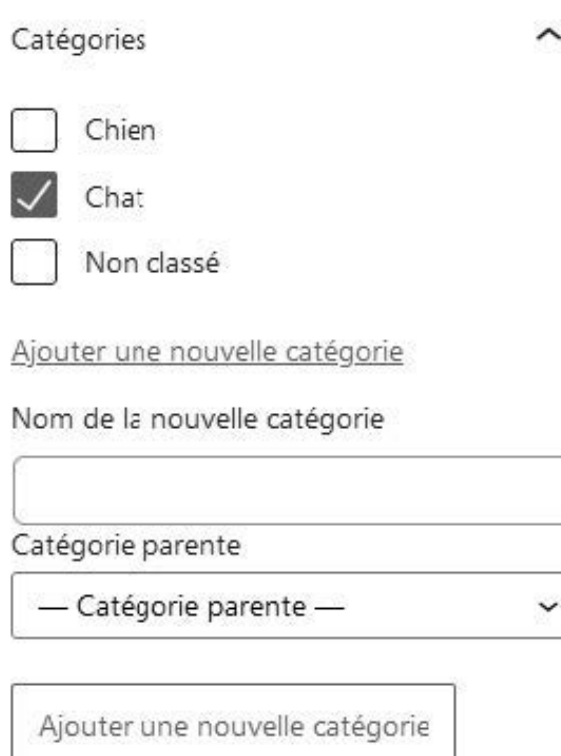 Catégories
Chien
Chat
Non classé
Ajouter une nouvelle catégorie
Nom de la nouvelle catégorie
Catégorie parente
— Catégorie parente —
Ajouter une nouvelle catégorie